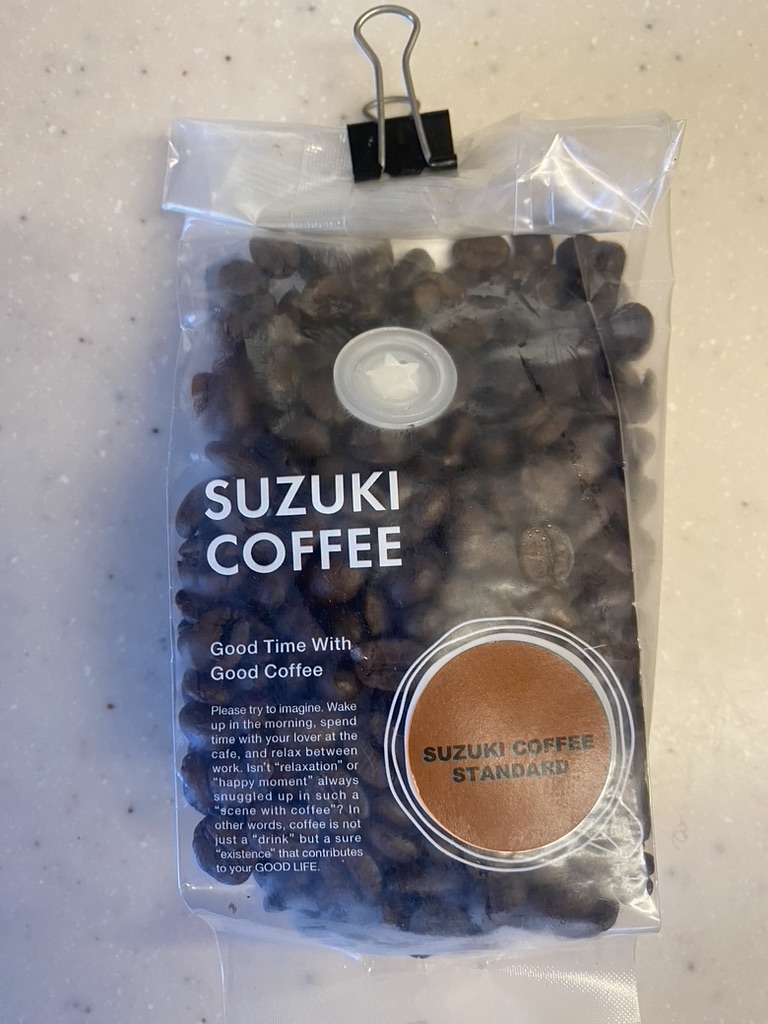 SUZUKI
COFFEE
Good Time With
Good Coffee
Please try to imagine. Wake
up in the morning, spend
time with your lover at the
cafe, and relax between
work. Isn't "relaxation" or
"happy moment" always
snuggled up in such a
"scene with coffee"? In
other words, coffee is not
just a "drink" but a sure
"existence" that contributes
to your GOOD LIFE.
SUZUKI COFFEE
STANDARD